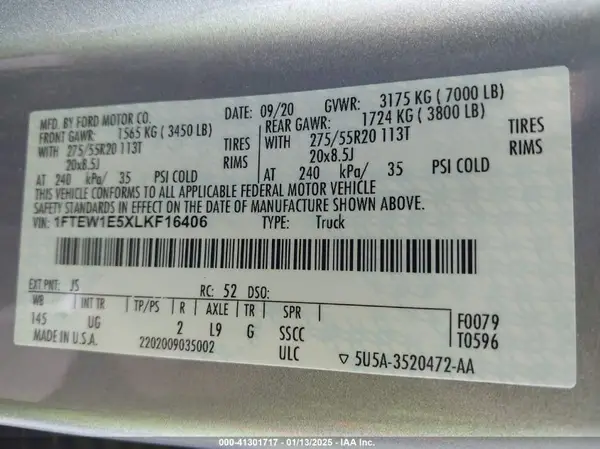 MFD. BY FORD MOTOR CO. DATE: 09/20 GVWR: 3175 KG ( 7000 LB)
FRONT GAWR: 1565 KG ( 3450 LB) REAR GAWR: 1724 KG ( 3800 LB)
WITH 275/55R20 113T TIRES WITH 275/55R20 113T TIRES
20x8.5J RIMS 20x8.5J RIMS
AT 240 kPa/ 35 PSI COLD AT 240 kPa/ 35 PSI COLD
THIS VEHICLE CONFORMS TO ALL APPLICABLE FEDERAL MOTOR VEHICLE
SAFETY STANDARDS IN EFFECT ON THE DATE OF MANUFACTURE SHOWN ABOVE.
VIN: 1FTEW1E5XLKF16406 TYPE: Truck
EXT PNT: JS RC: 52 DSO:
WB INT TR TP/PS R AXLE TR SPR
145 UG 2 L9 G SSCC F0079
MADE IN U.S.A. 2202009035002 ULC T0596
▽ 5U5A-3520472-AA
00-41301717 - 01/13/2025 - IAA Inc.